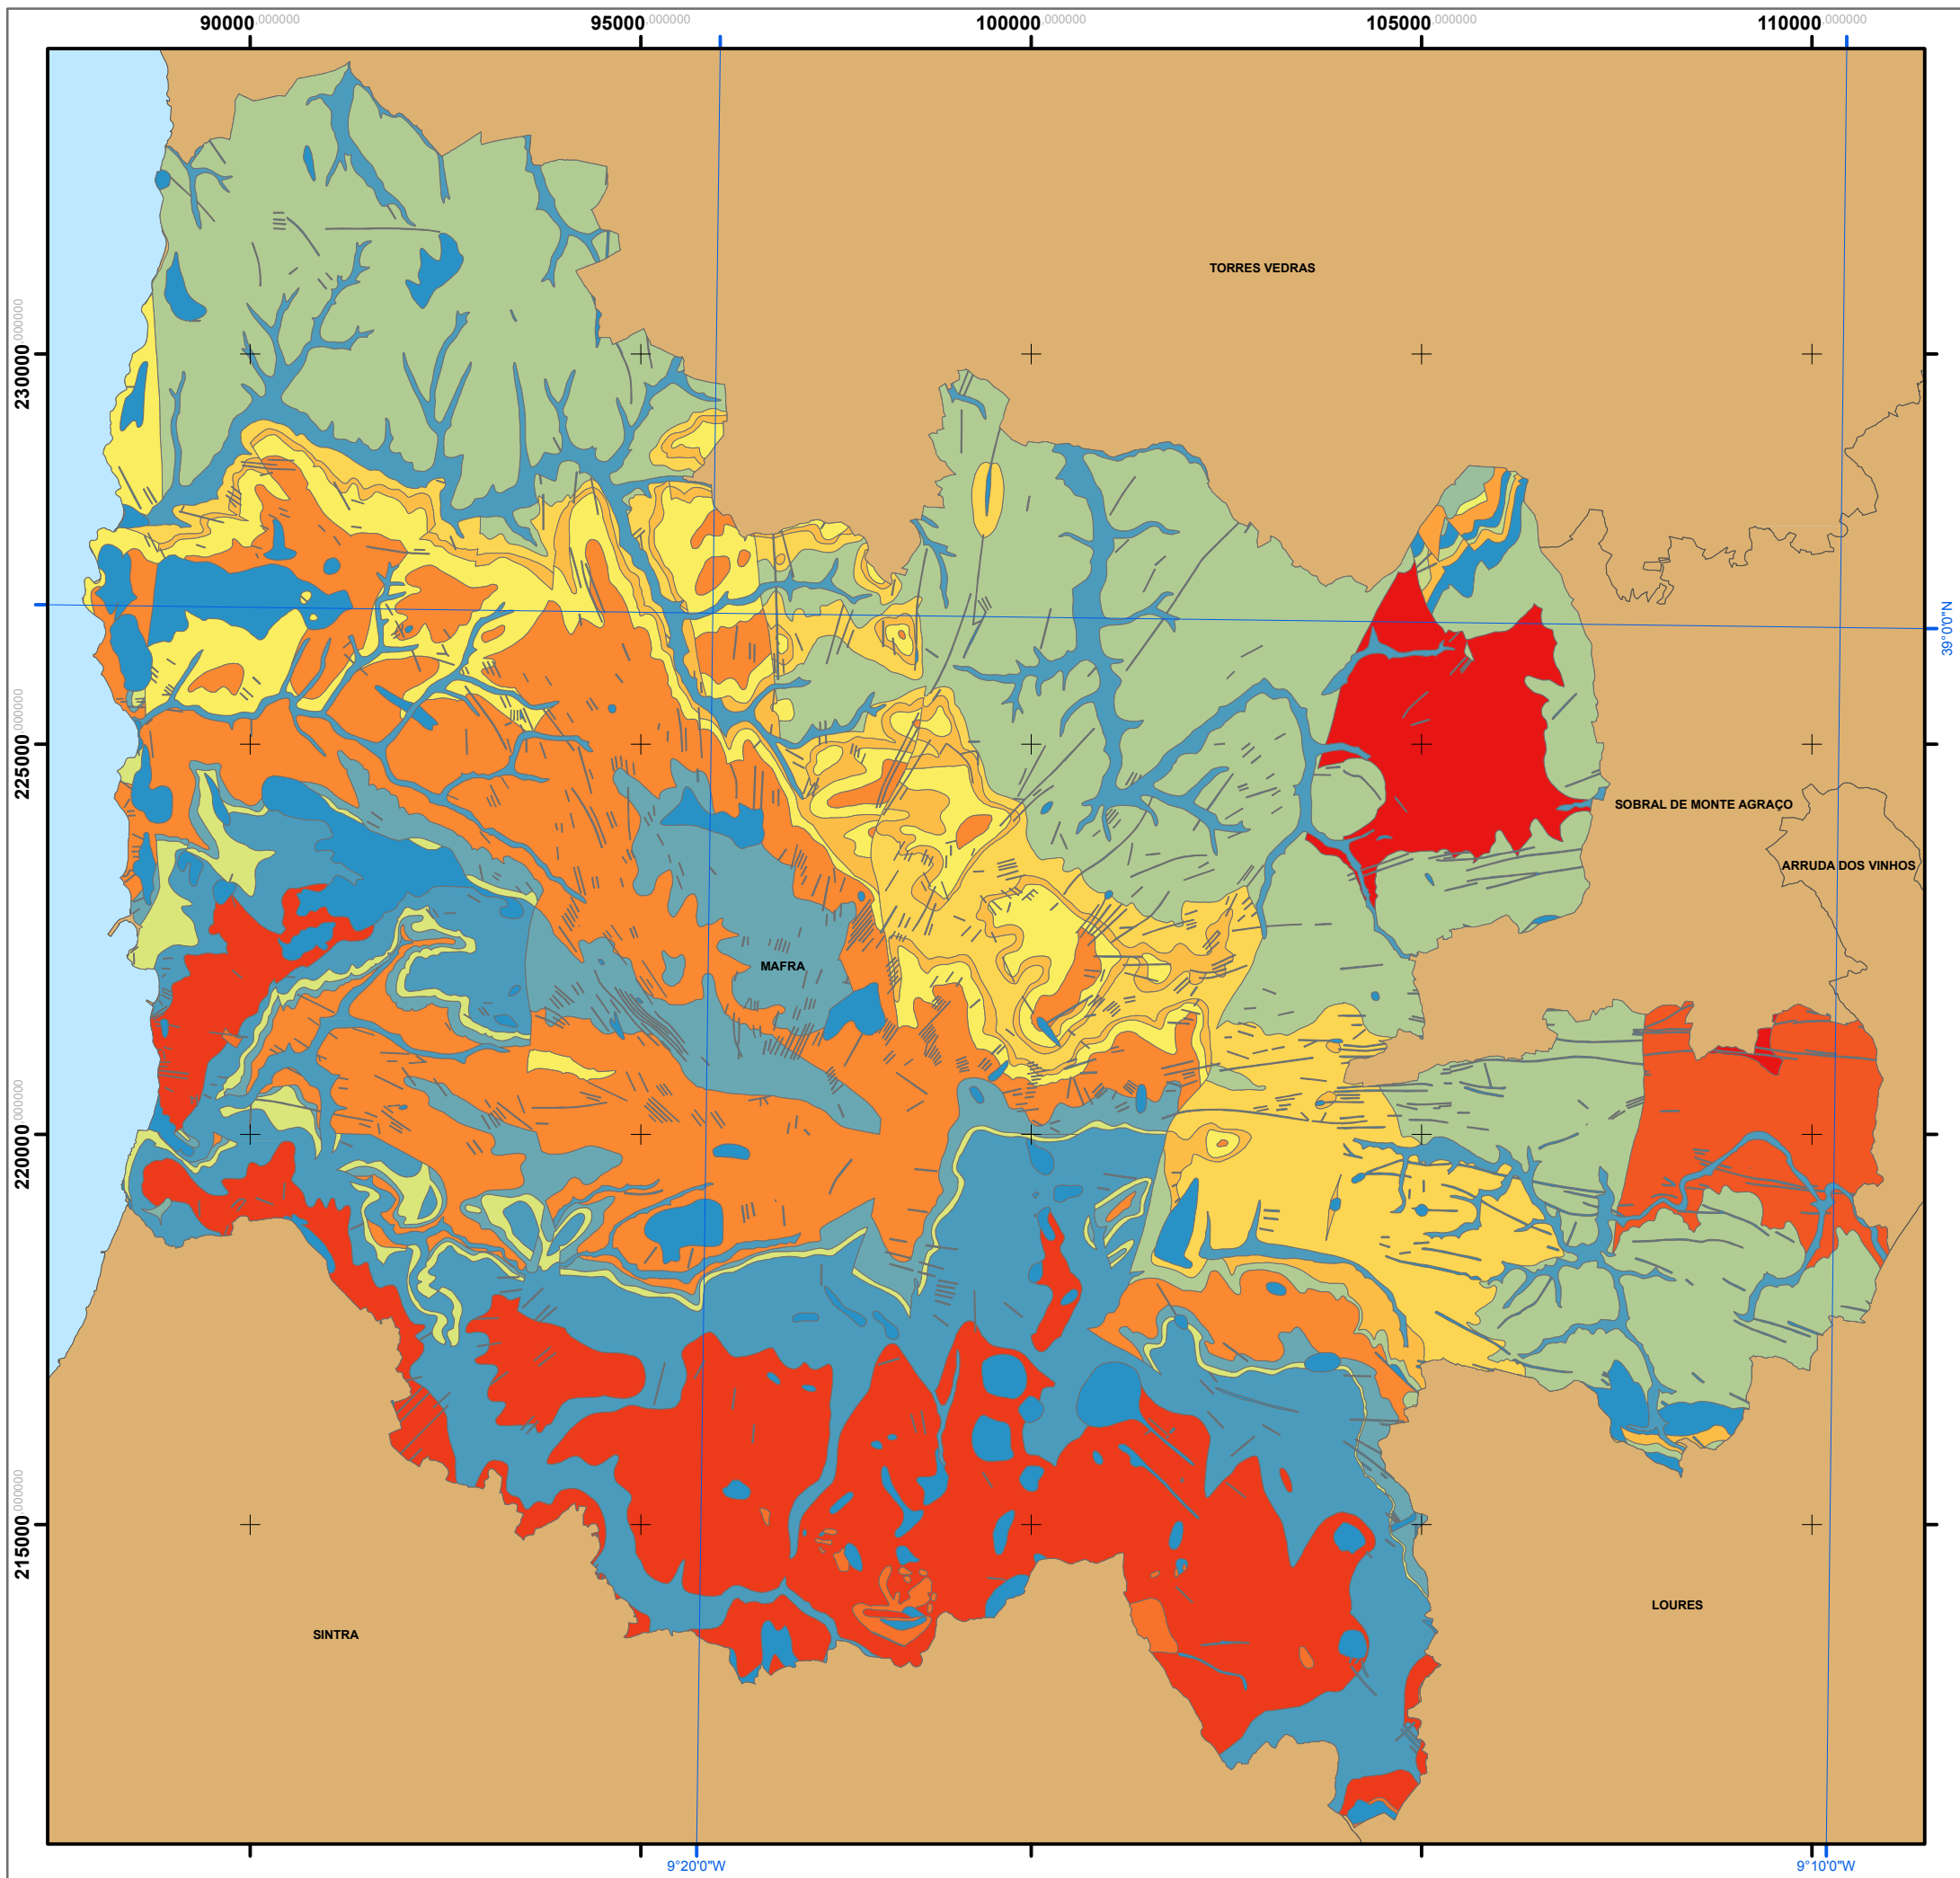 90000,000000 95000,000000 100000,000000 105000,000000 110000,000000
230000,000000
225000,000000
220000,000000
215000,000000
TORRES VEDRAS
39°0'0"N
SOBRAL DE MONTE AGRAÇO
ARRUDA DOS VINHOS
MAFRA
LOURES
SINTRA
9°20'0"W 9°10'0"W